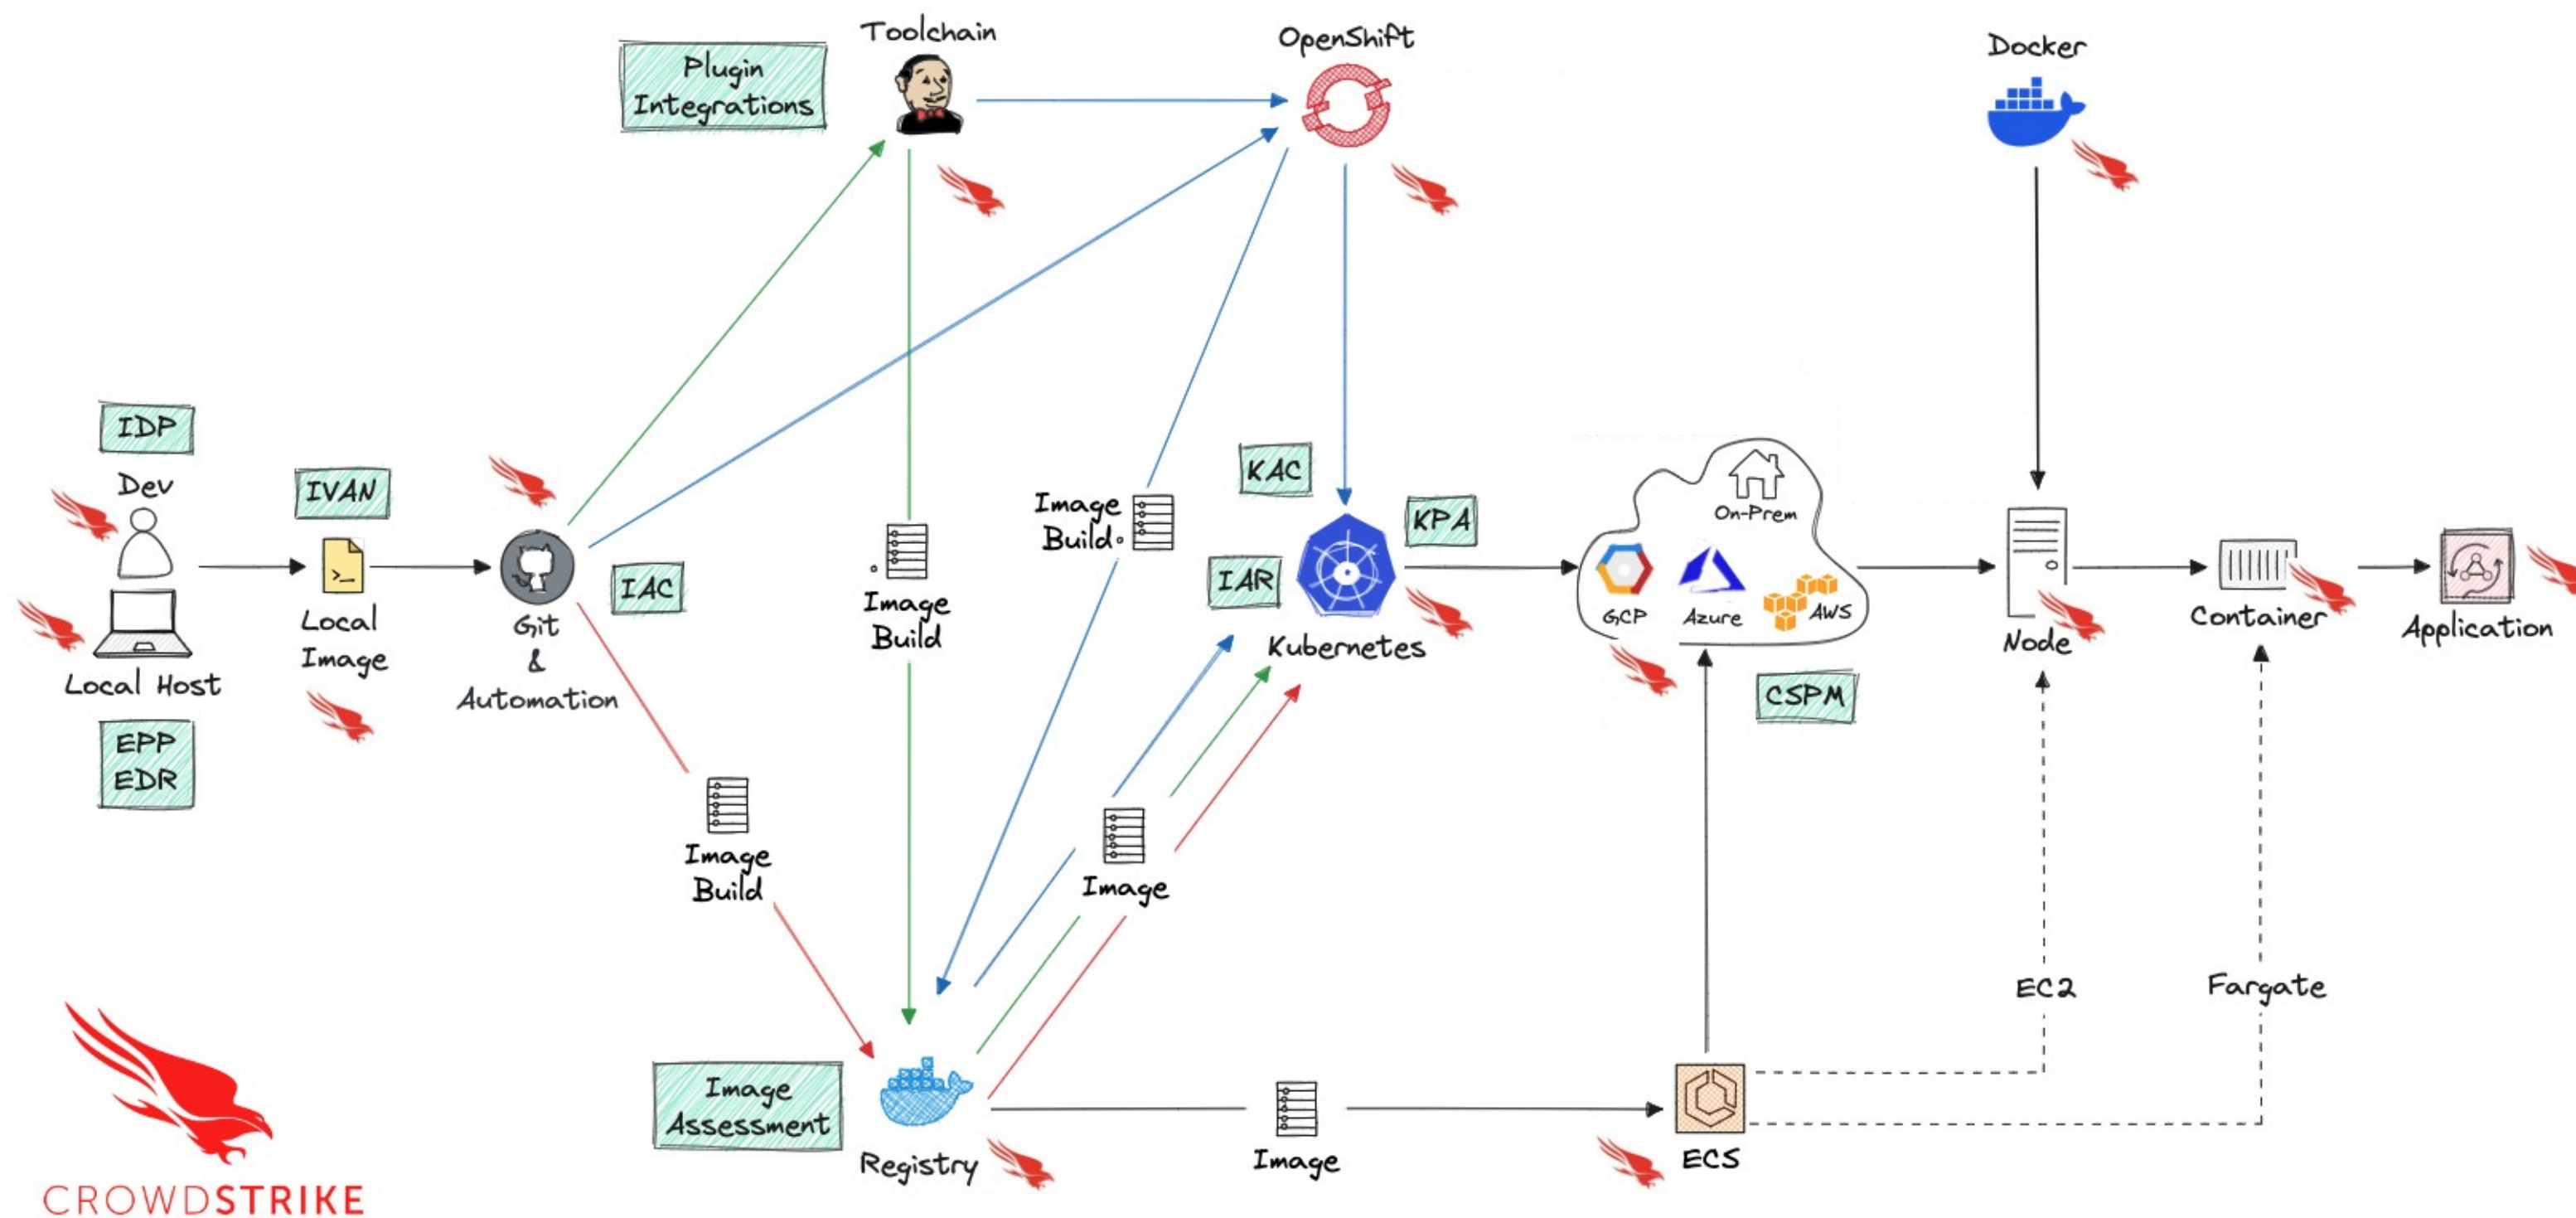 Toolchain
OpenShift
Docker
Plugin
Integrations
IDP
Dev
IVAN
Local Host
EPP
EDR
Local
Image
Git
&
Automation
IAC
Image
Build
Image
Build
Image
Build
KAC
IAR
KPA
Kubernetes
On-Prem
GCP
Azure
AWS
CSPM
Node
Container
Application
Image
EC2
Fargate
Image
Assessment
Registry
Image
ECS
CROWDSTRIKE